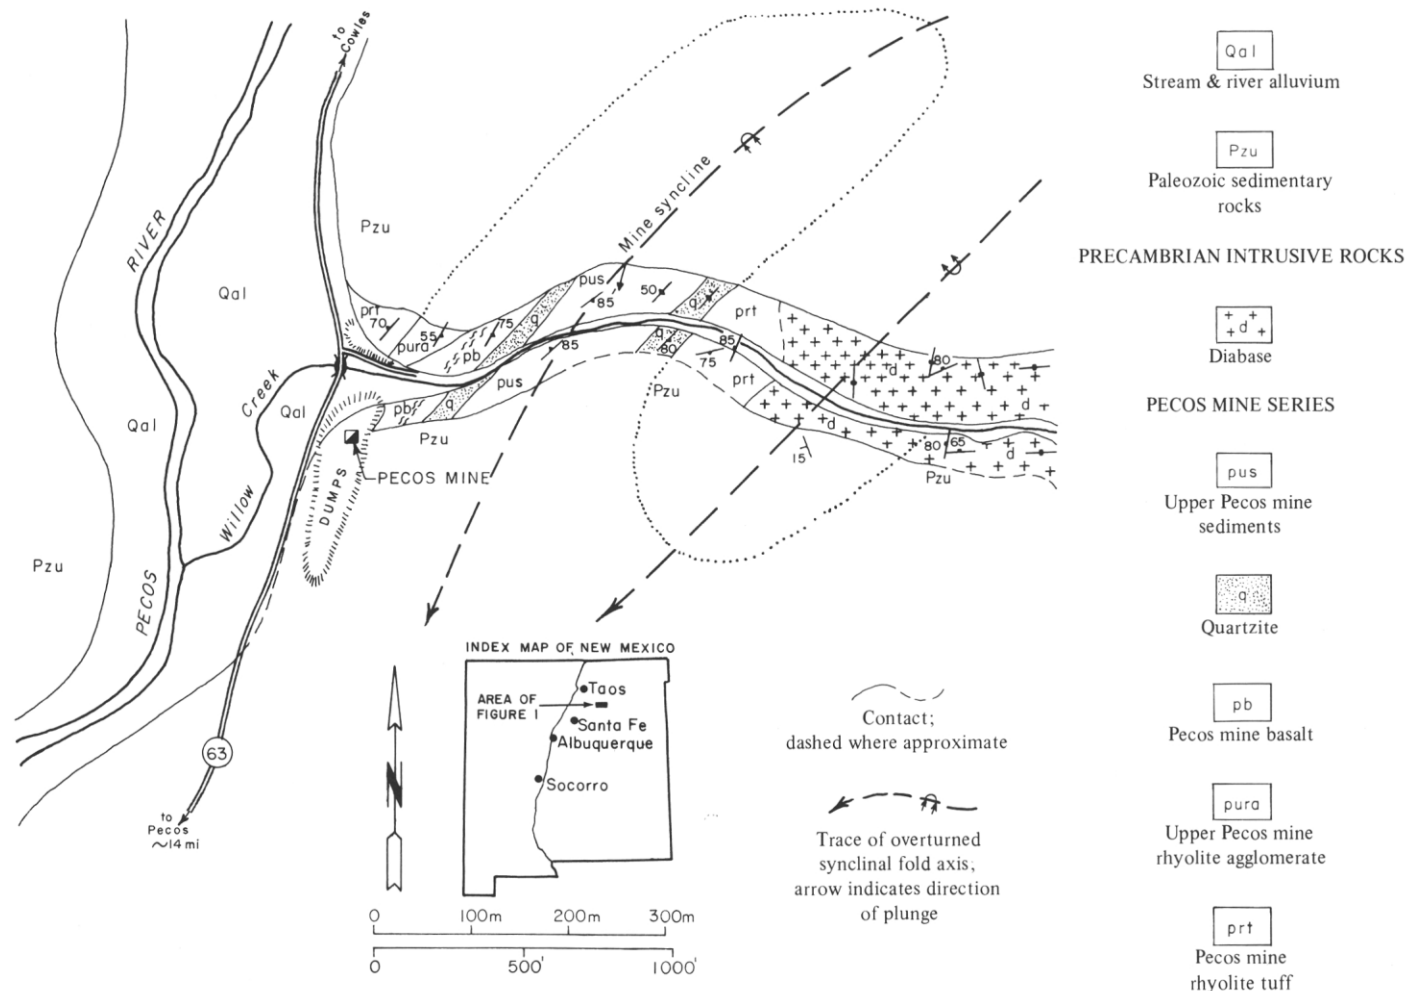 to
Cowles
Qal
Stream & river alluvium
Pzu
Paleozoic sedimentary
rocks
PRECAMBRIAN INTRUSIVE ROCKS
d
Diabase
PECOS MINE SERIES
pus
Upper Pecos mine
sediments
q
Quartzite
pb
Pecos mine basalt
pura
Upper Pecos mine
rhyolite agglomerate
prt
Pecos mine
rhyolite tuff
Mine syncline
RIVER
Pzu
Qal
pus
prt
70
55
pura
75
pb
q
85
50
q
prt
85
q
80
75
85
prt
d
80
d
Creek
Qal
Qal
pus
pb
q
Pzu
Pzu
d
15
80
65
d
Pzu
PECOS MINE
DUMPS
Willow
Pzu
PECOS
63
to
Pecos
~14 mi
N
INDEX MAP OF NEW MEXICO
AREA OF
FIGURE 1
Taos
Santa Fe
Albuquerque
Socorro
0 100m 200m 300m
0 500' 1000'
Contact;
dashed where approximate
Trace of overturned
synclinal fold axis;
arrow indicates direction
of plunge